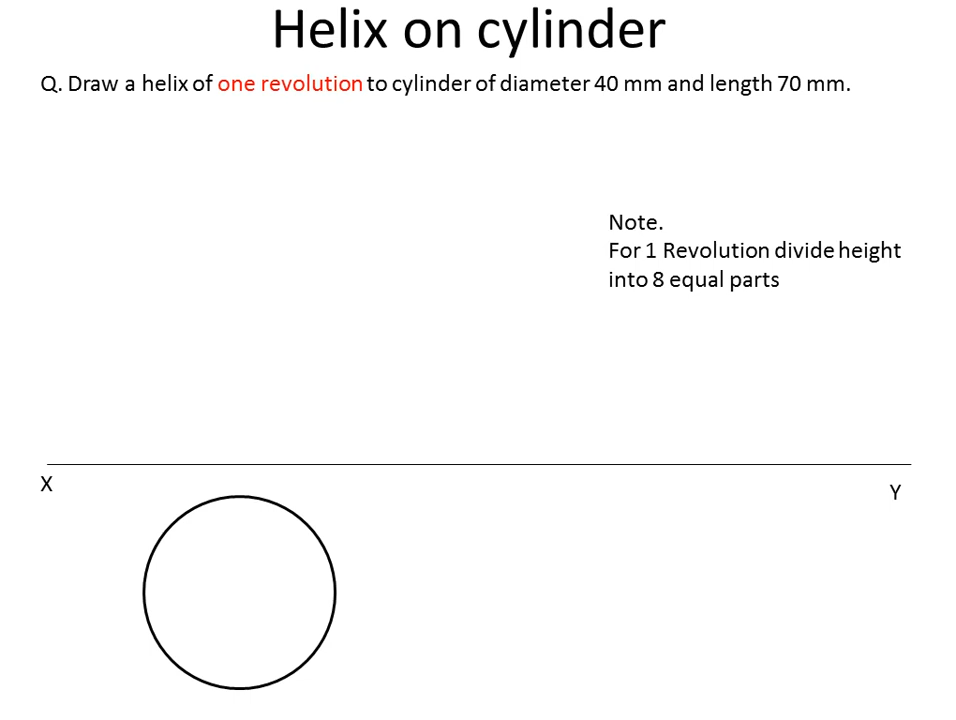 Helix on cylinder
Q. Draw a helix of one revolution to cylinder of diameter 40 mm and length 70 mm.
Note.
For 1 Revolution divide height
into 8 equal parts
X
Y